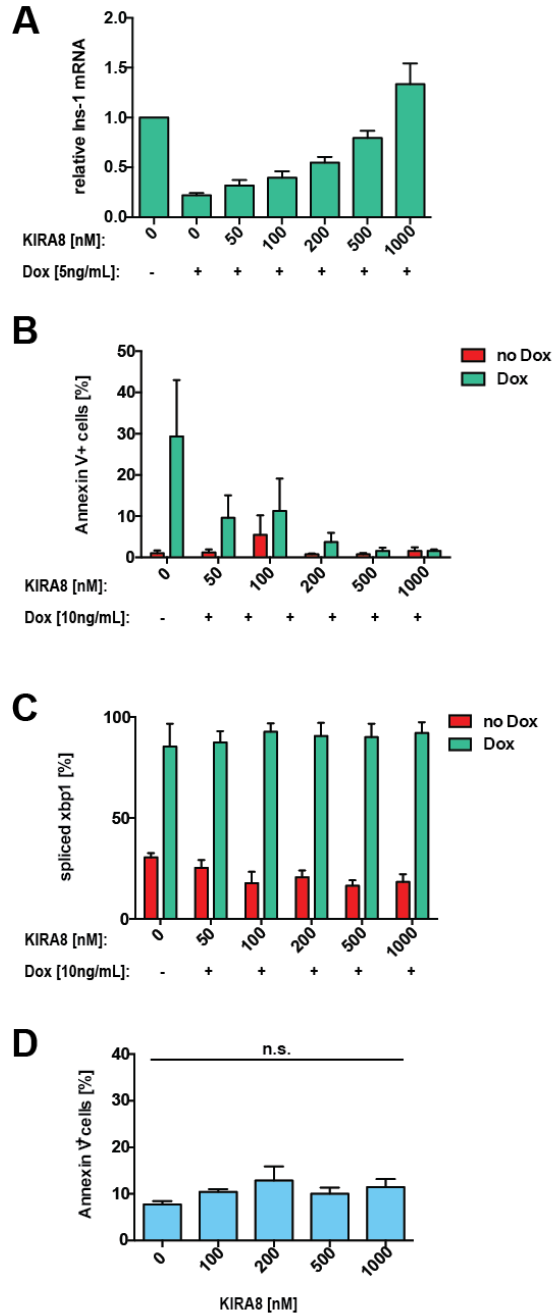 A
relative Ins-1 mRNA
2.0
1.5
1.0
0.5
0.0
KIRA8 [nM]: 0 0 50 100 200 500 1000
Dox [5ng/mL]: - + + + + + +
B
Annexin V+ cells [%]
50
40
30
20
10
0
no Dox
Dox
KIRA8 [nM]: 0 50 100 200 500 1000
Dox [10ng/mL]: - + + + + + +
C
spliced xbp1 [%]
100
50
0
no Dox
Dox
KIRA8 [nM]: 0 50 100 200 500 1000
Dox [10ng/mL]: - + + + + +
D
Annexin V+ cells [%]
40
30
20
10
0
n.s.
0 100 200 500 1000
KIRA8 [nM]